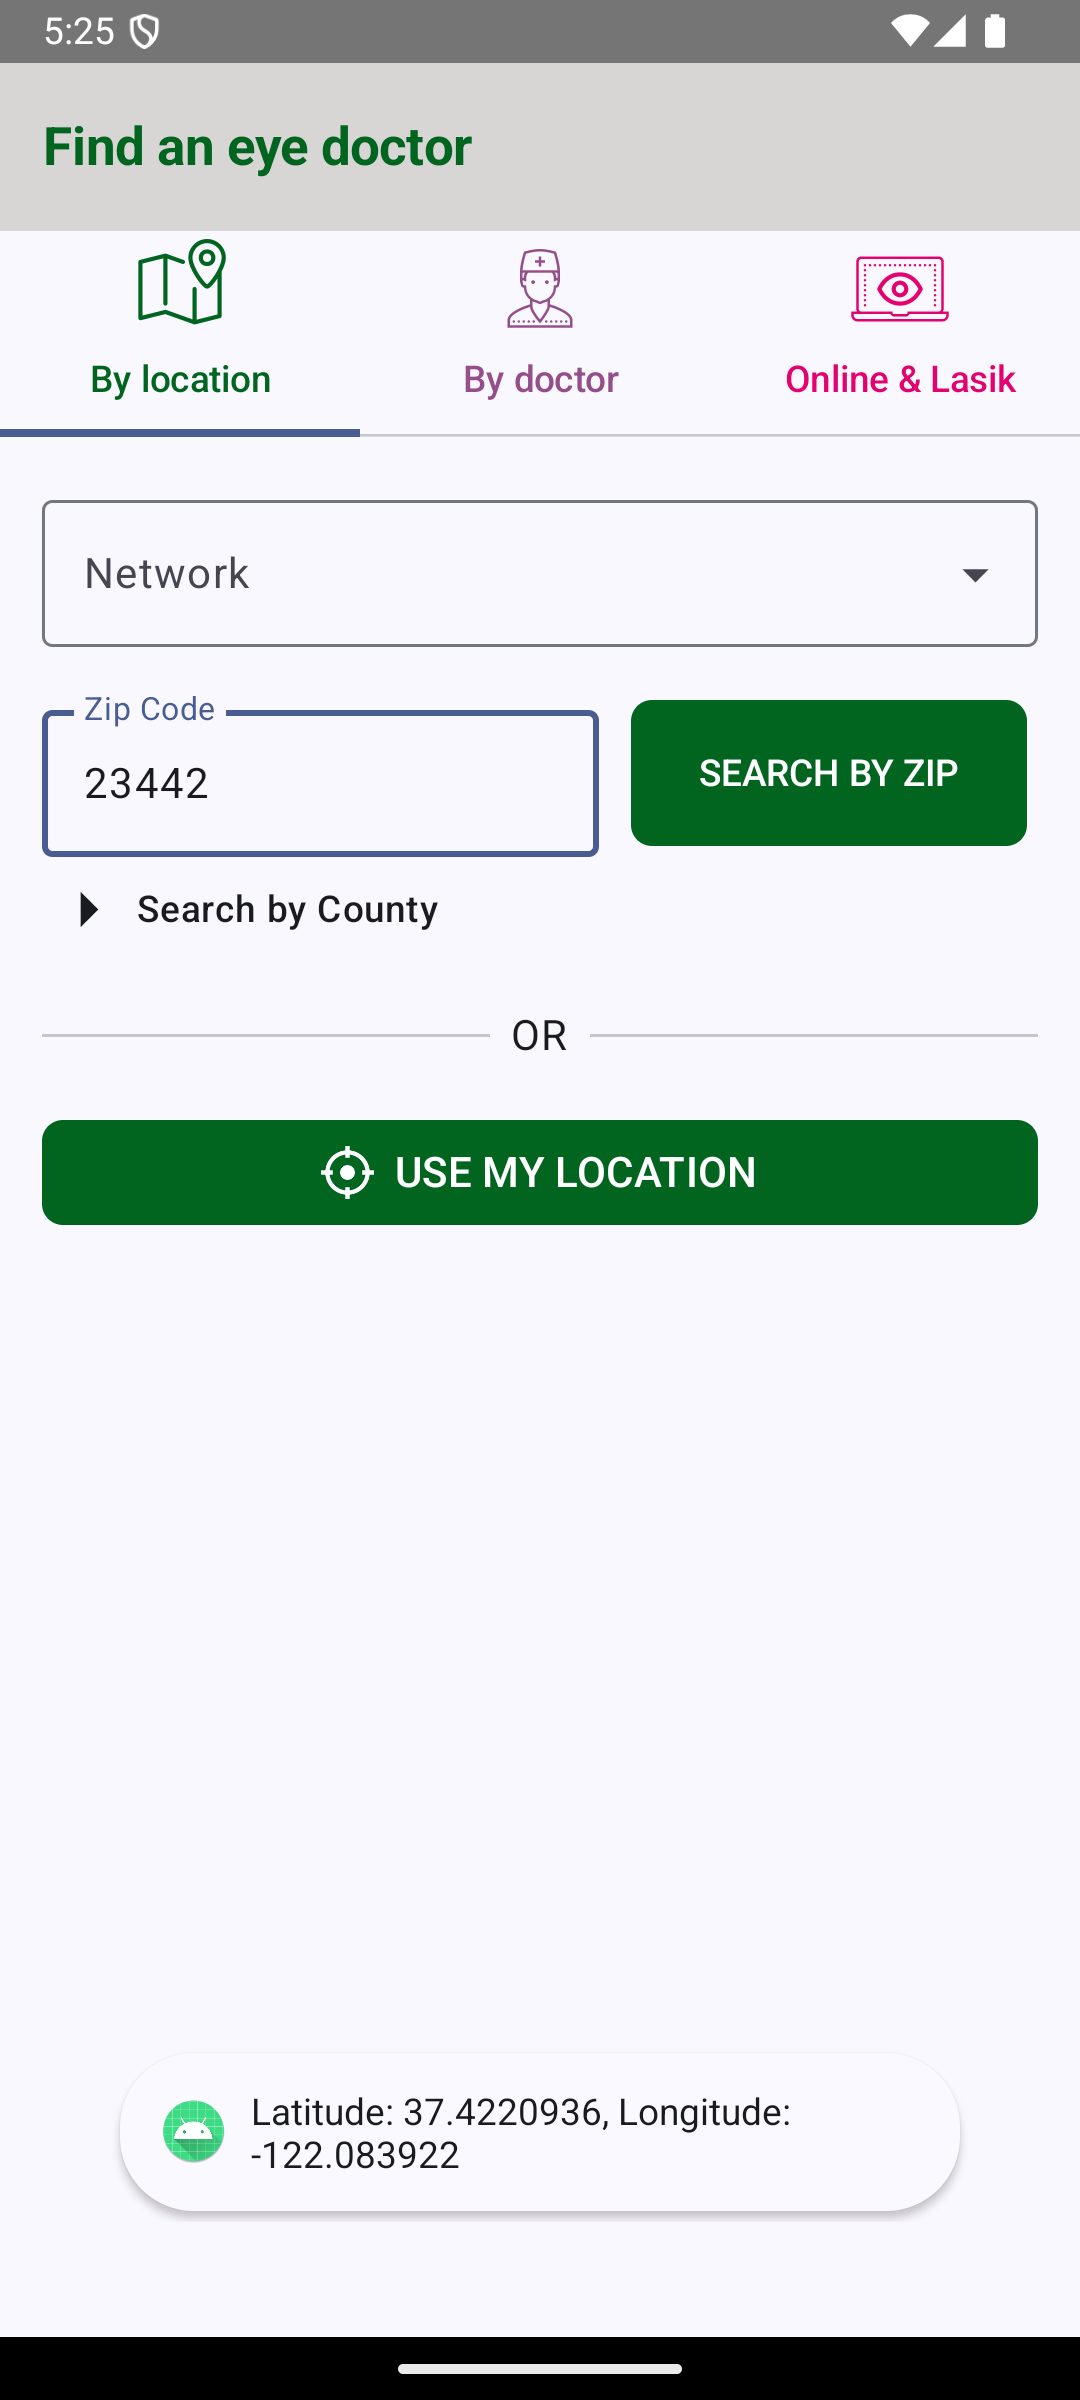 5:25
Find an eye doctor
By location
By doctor
Online & Lasik
Network
Zip Code
23442
SEARCH BY ZIP
Search by County
OR
USE MY LOCATION
Latitude: 37.4220936, Longitude:
-122.083922